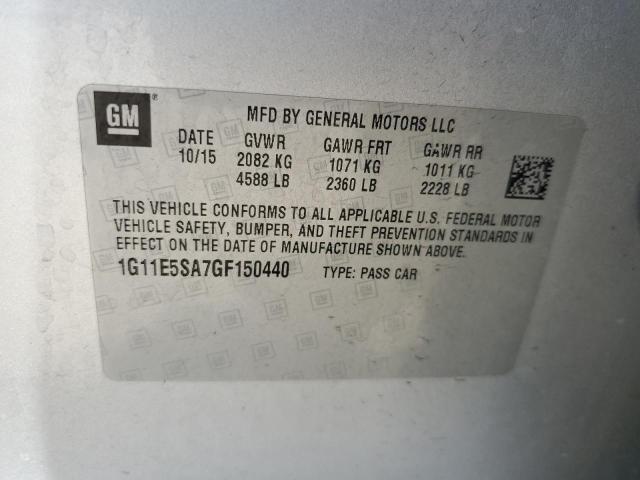 GM
MFD BY GENERAL MOTORS LLC
DATE GVWR GAWR FRT GAWR RR
10/15 2082 KG 1071 KG 1011 KG
4588 LB 2360 LB 2228 LB
THIS VEHICLE CONFORMS TO ALL APPLICABLE U.S. FEDERAL MOTOR
VEHICLE SAFETY, BUMPER, AND THEFT PREVENTION STANDARDS IN
EFFECT ON THE DATE OF MANUFACTURE SHOWN ABOVE.
1G11E5SA7GF150440 TYPE: PASS CAR